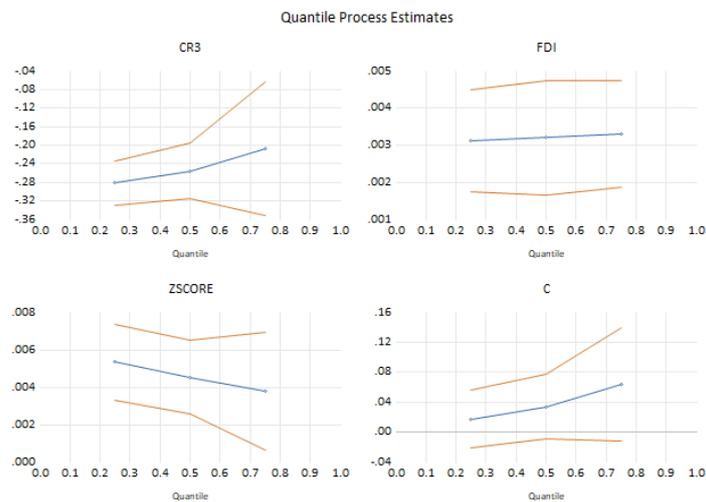 Quantile Process Estimates
CR3
-.04
-.08
-.12
-.16
-.20
-.24
-.28
-.32
-.36
0.0 0.1 0.2 0.3 0.4 0.5 0.6 0.7 0.8 0.9 1.0
Quantile
FDI
.005
.004
.003
.002
.001
0.0 0.1 0.2 0.3 0.4 0.5 0.6 0.7 0.8 0.9 1.0
Quantile
ZSCORE
.008
.006
.004
.002
.000
0.0 0.1 0.2 0.3 0.4 0.5 0.6 0.7 0.8 0.9 1.0
Quantile
C
.16
.12
.08
.04
.00
-.04
0.0 0.1 0.2 0.3 0.4 0.5 0.6 0.7 0.8 0.9 1.0
Quantile